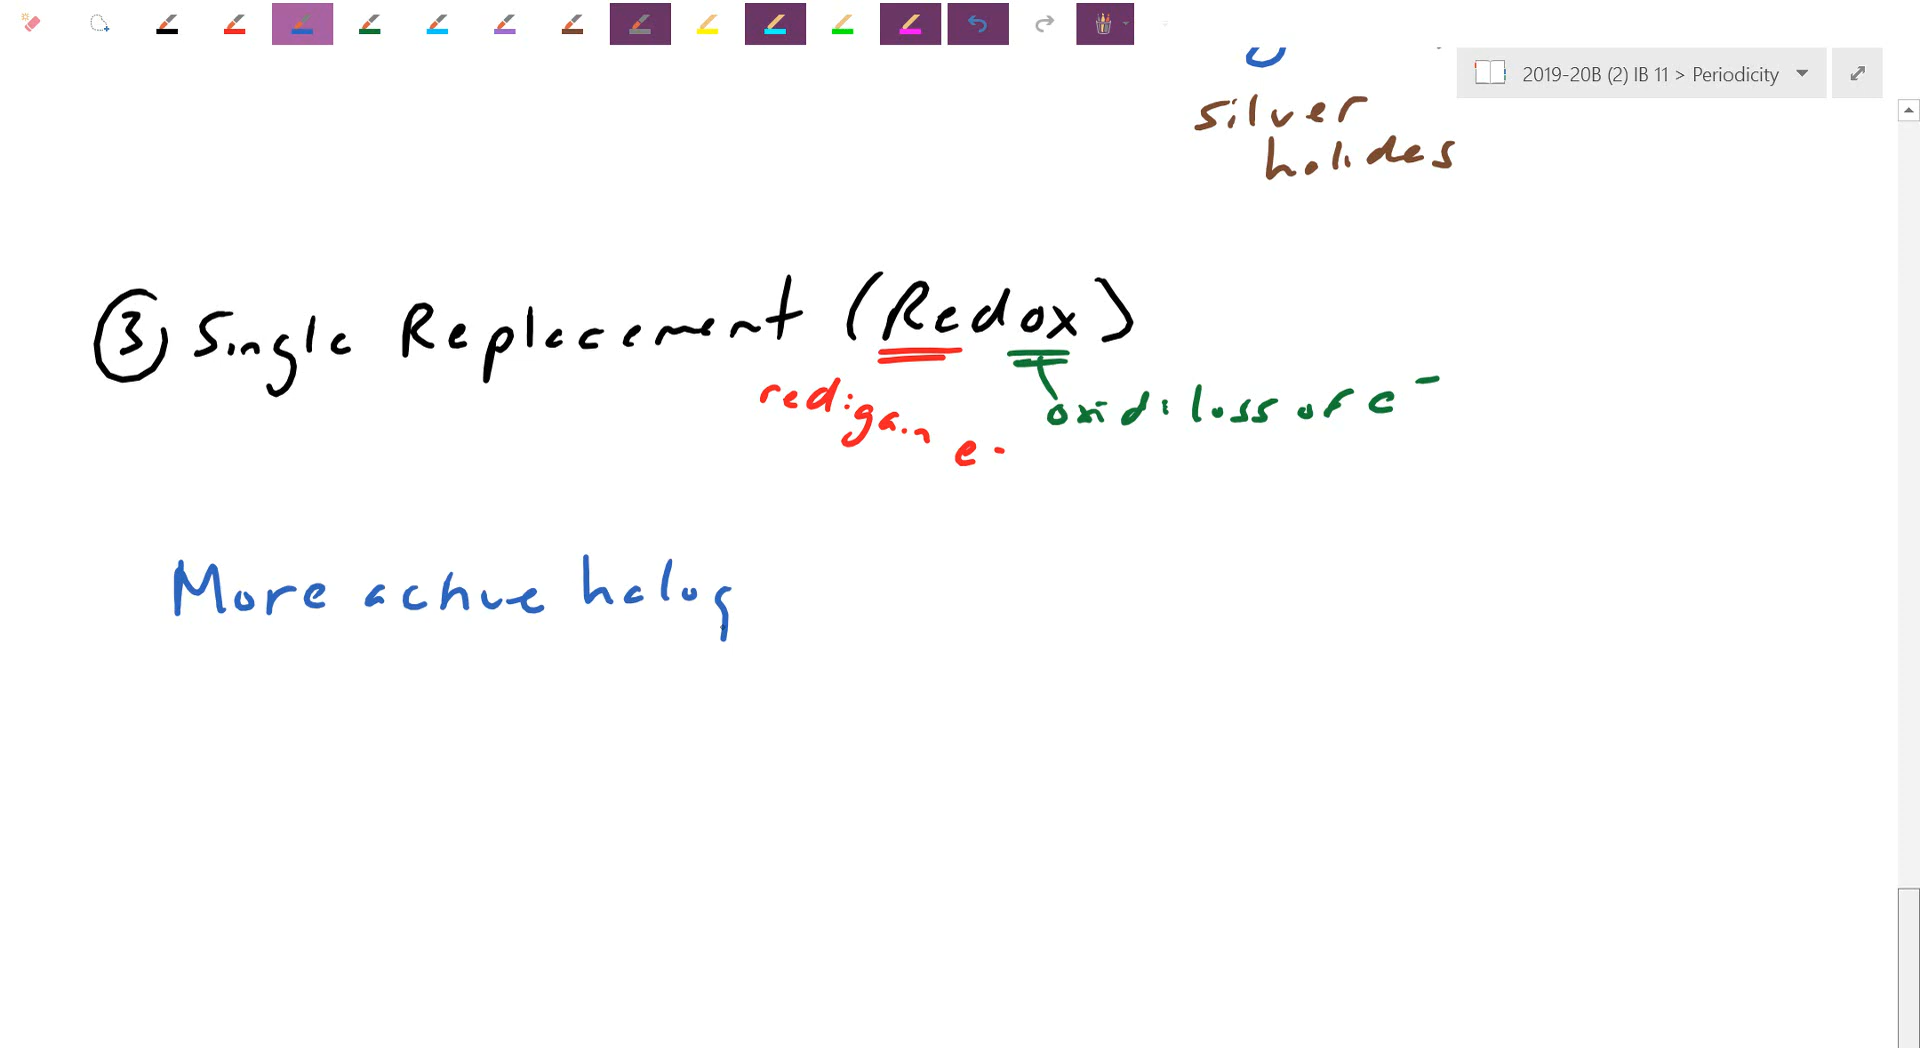 2019-20B (2) IB 11 > Periodicity
silver
halides
③ Single Replacement (Redox)
red: gain e-
oxid: loss of e-
More active halog